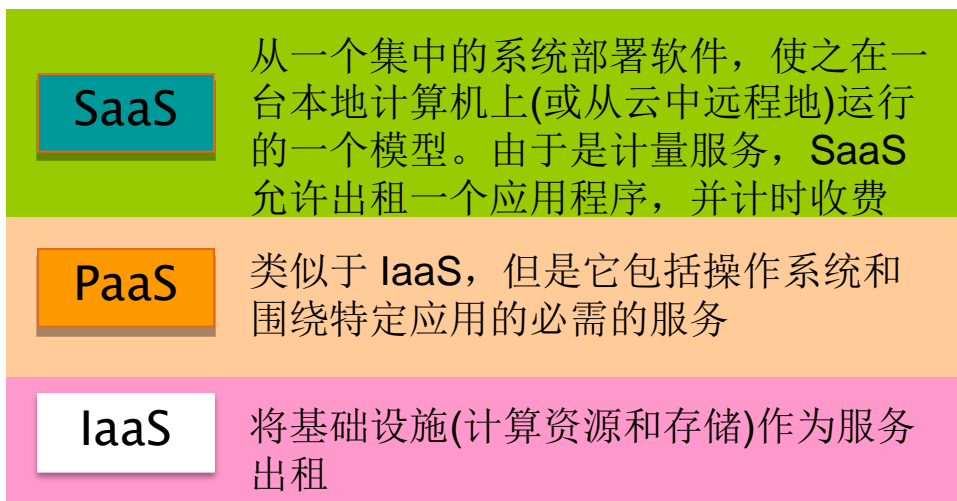 SaaS
从一个集中的系统部署软件，使之在一
台本地计算机上(或从云中远程地)运行
的一个模型。由于是计量服务，SaaS
允许出租一个应用程序，并计时收费
PaaS
类似于 IaaS，但是它包括操作系统和
围绕特定应用的必需的服务
IaaS
将基础设施(计算资源和存储)作为服务
出租